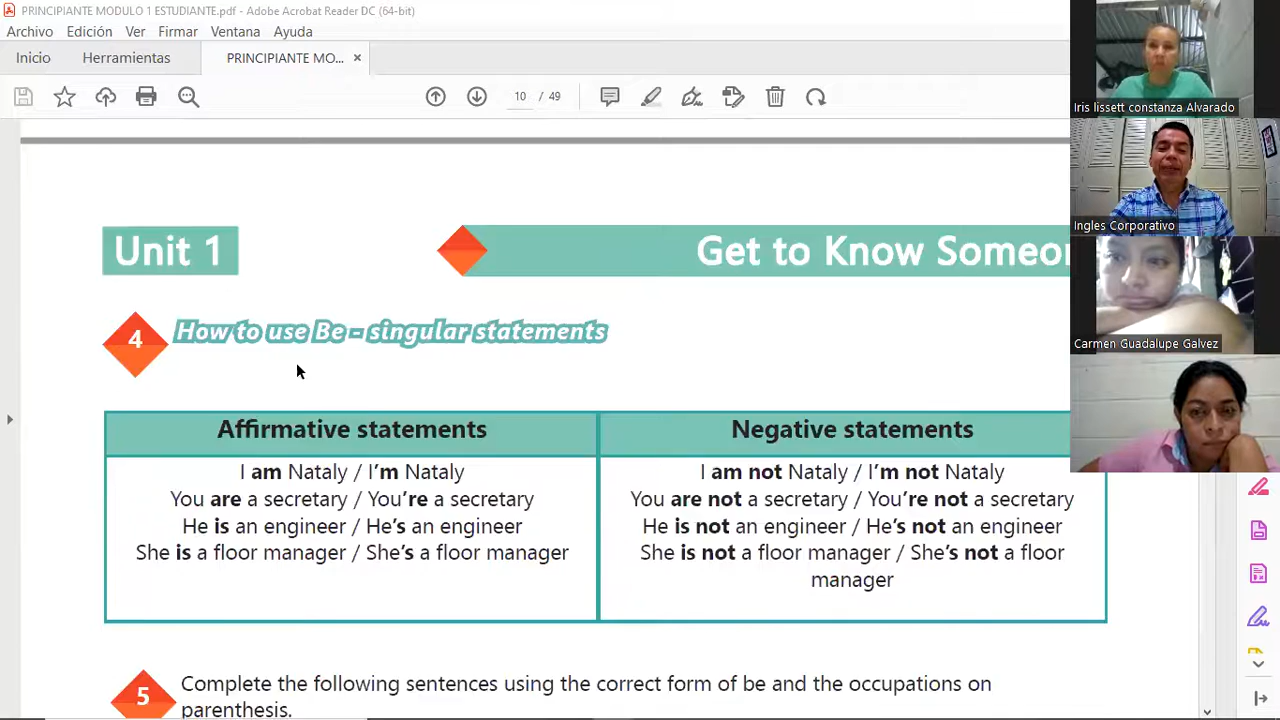 PRINCIPIANTE MODULO 1 ESTUDIANTE.pdf - Adobe Acrobat Reader DC (64-bit)
Archivo Edición Ver Firmar Ventana Ayuda
Inicio Herramientas PRINCIPIANTE MO... ×
10 / 49
Unit 1
Get to Know Someon
4 How to use Be - singular statements
Affirmative statements
I am Nataly / I'm Nataly
You are a secretary / You're a secretary
He is an engineer / He's an engineer
She is a floor manager / She's a floor manager
Negative statements
I am not Nataly / I'm not Nataly
You are not a secretary / You're not a secretary
He is not an engineer / He's not an engineer
She is not a floor manager / She's not a floor
manager
5 Complete the following sentences using the correct form of be and the occupations on
parenthesis.
Iris lissett constanza Alvarado
Ingles Corporativo
Carmen Guadalupe Galvez